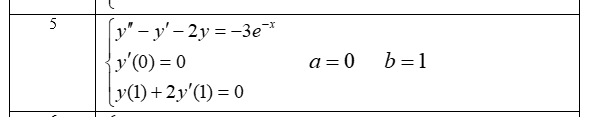 5
y″ − y′ − 2y = −3e⁻ˣ
y′(0) = 0    a = 0    b = 1
y(1) + 2y′(1) = 0